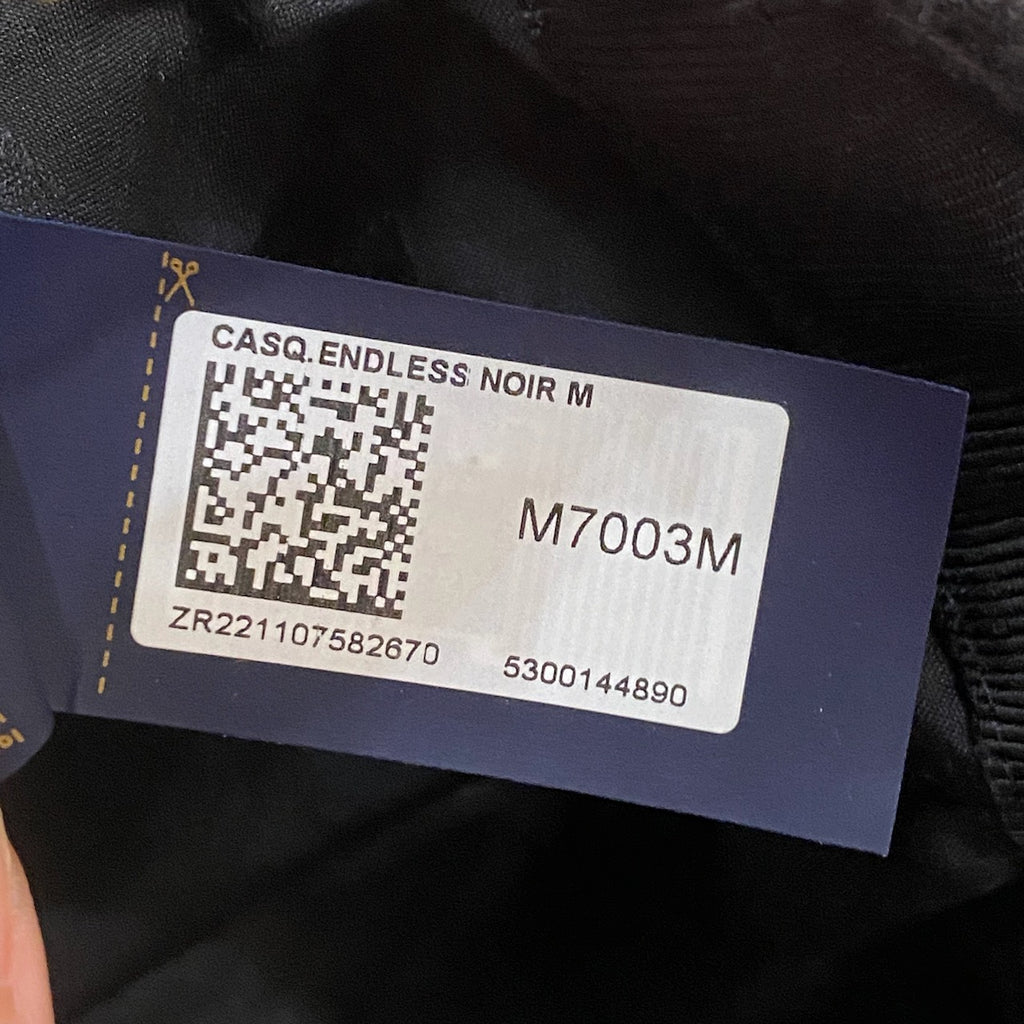 CASQ.ENDLESS NOIR M
M7003M
ZR221107582670
5300144890